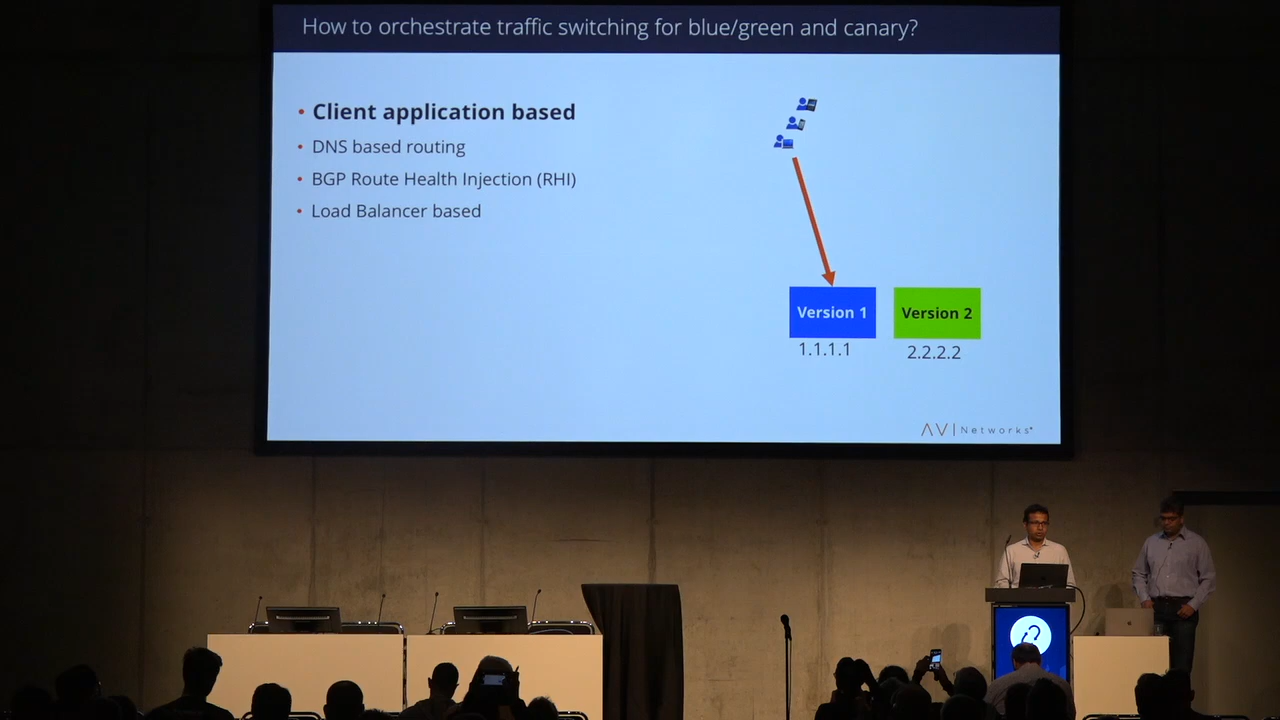 How to orchestrate traffic switching for blue/green and canary?
• Client application based
• DNS based routing
• BGP Route Health Injection (RHI)
• Load Balancer based
Version 1
Version 2
1.1.1.1
2.2.2.2
AVI | Networks